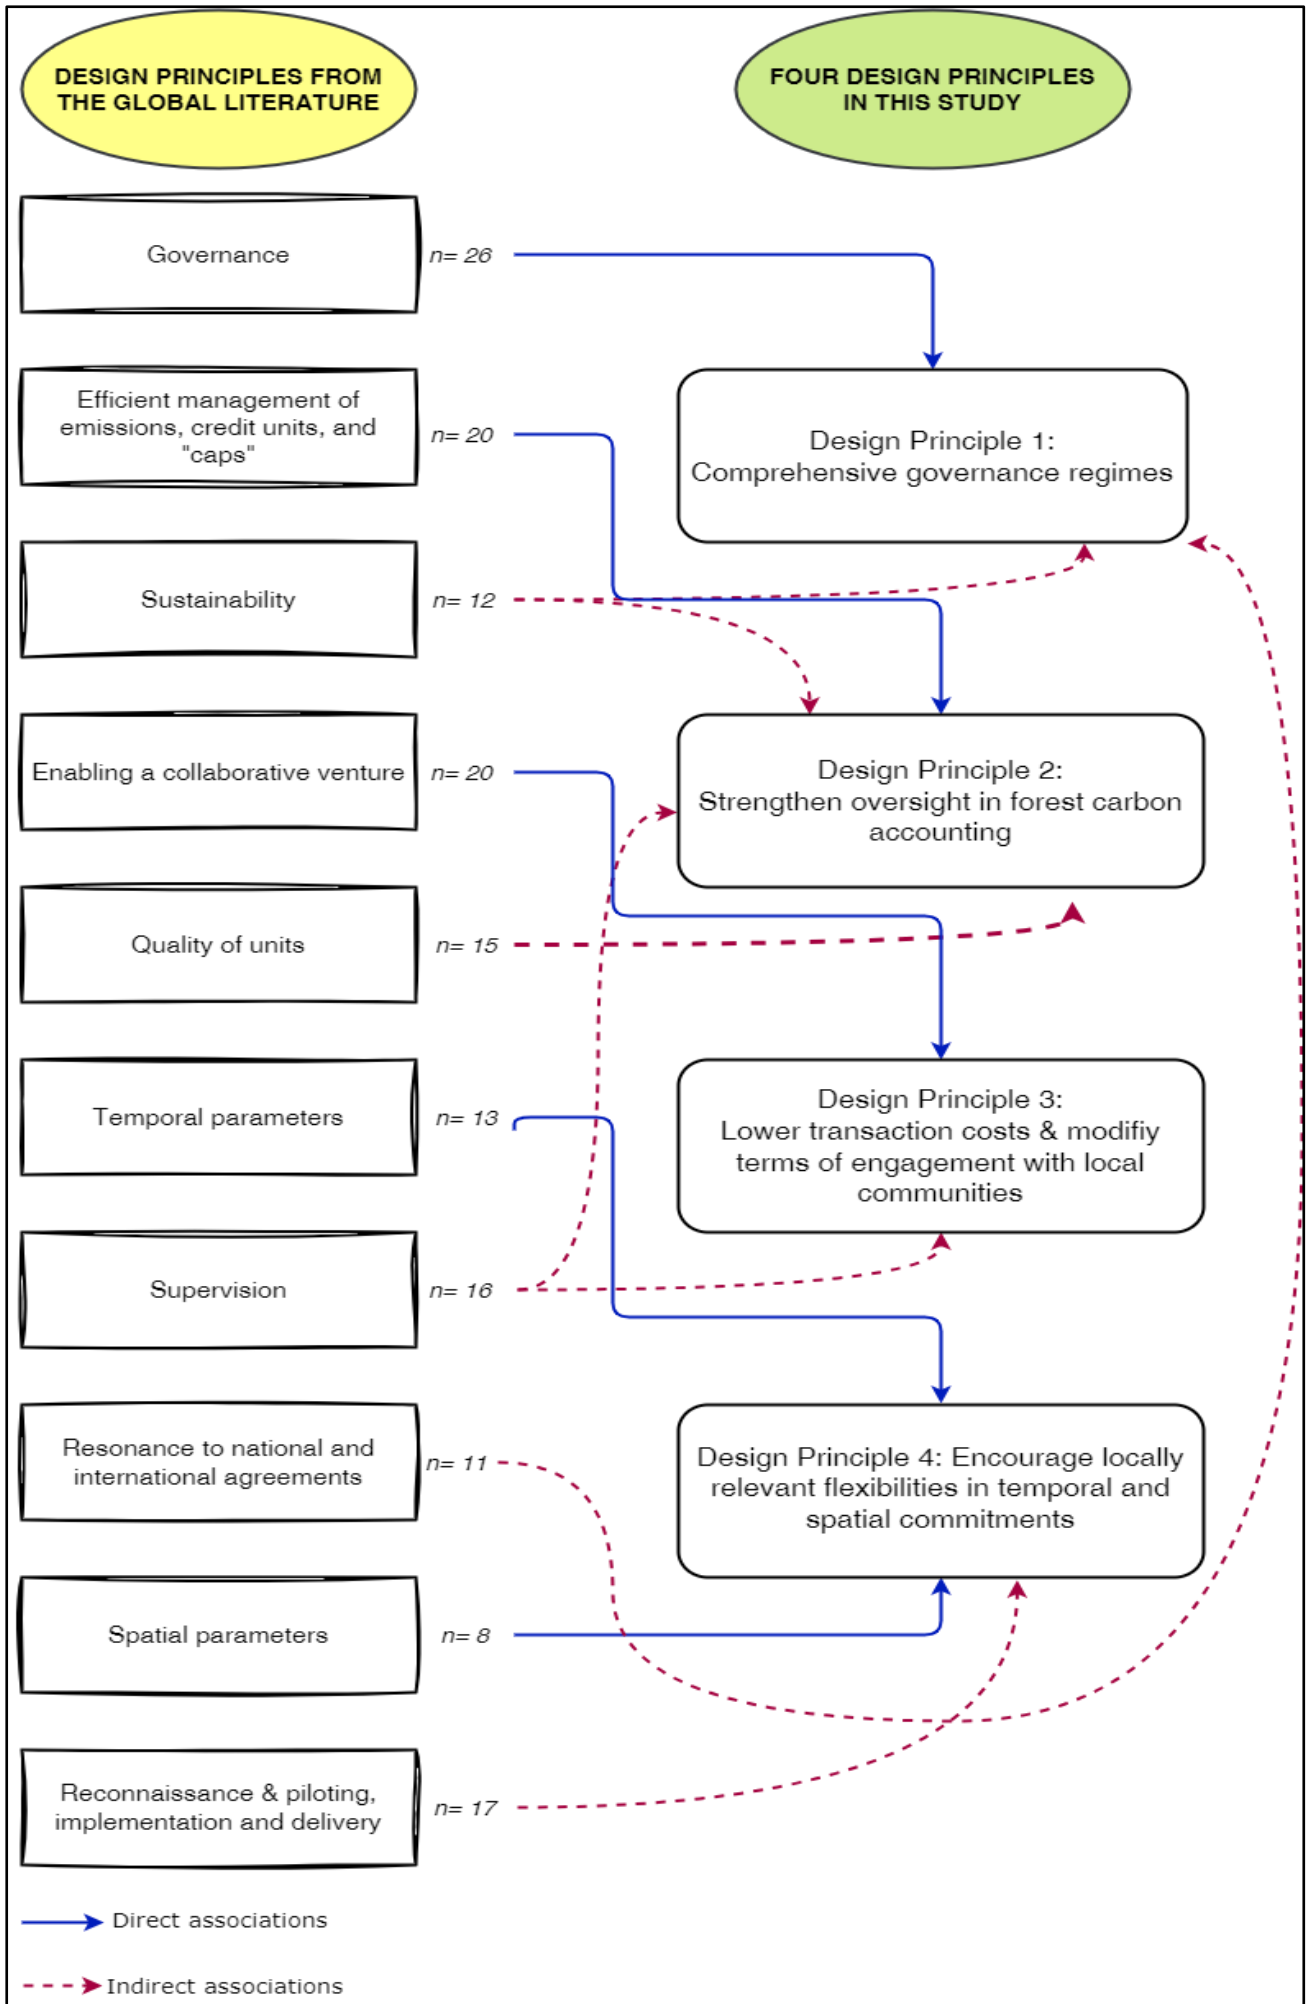 DESIGN PRINCIPLES FROM
THE GLOBAL LITERATURE
FOUR DESIGN PRINCIPLES
IN THIS STUDY
Governance
n= 26
Efficient management of
emissions, credit units, and
"caps"
n= 20
Design Principle 1:
Comprehensive governance regimes
Sustainability
n= 12
Enabling a collaborative venture
n= 20
Design Principle 2:
Strengthen oversight in forest carbon
accounting
Quality of units
n= 15
Temporal parameters
n= 13
Design Principle 3:
Lower transaction costs & modifiy
terms of engagement with local
communities
Supervision
n= 16
Resonance to national and
international agreements
n= 11
Design Principle 4: Encourage locally
relevant flexibilities in temporal and
spatial commitments
Spatial parameters
n= 8
Reconnaissance & piloting,
implementation and delivery
n= 17
Direct associations
Indirect associations